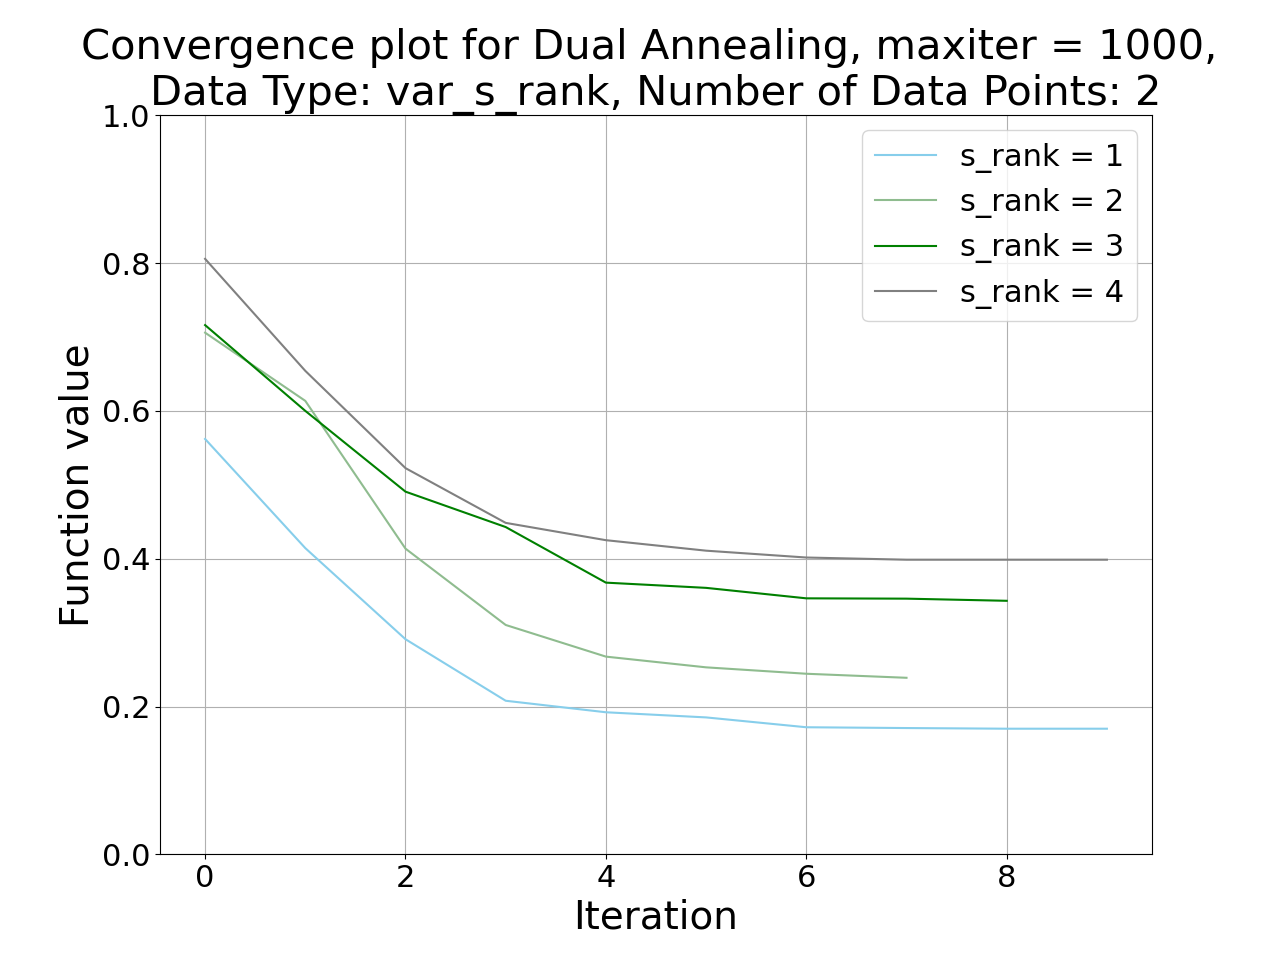 Convergence plot for Dual Annealing, maxiter = 1000,
Data Type: var_s_rank, Number of Data Points: 2
1.0
0.8
0.6
0.4
0.2
0.0
Function value
s_rank = 1
s_rank = 2
s_rank = 3
s_rank = 4
0 2 4 6 8
Iteration